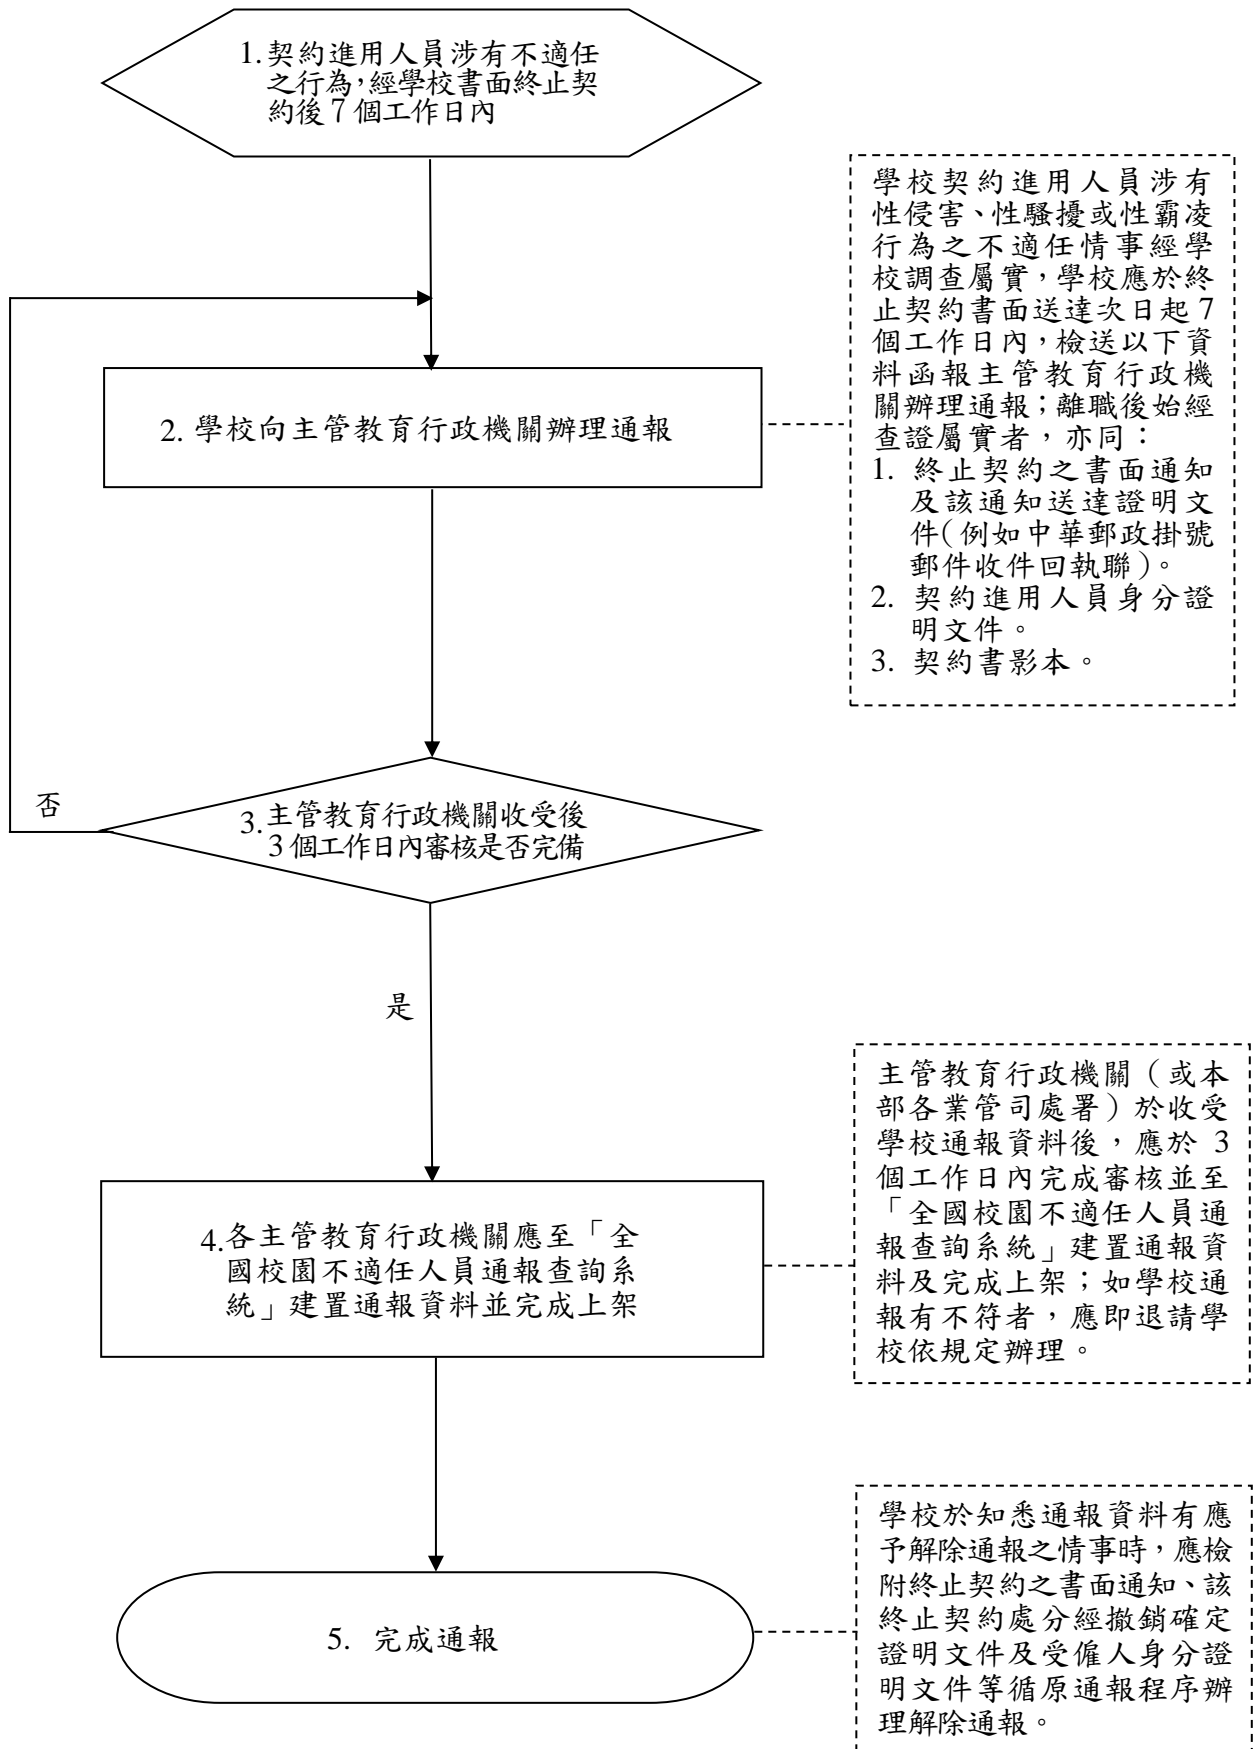 1.契約進用人員涉有不適任
之行為，經學校書面終止契
約後7個工作日內
學校契約進用人員涉有
性侵害、性騷擾或性霸凌
行為之不適任情事經學
校調查屬實，學校應於終
止契約書面送達次日起7
個工作日內，檢送以下資
料函報主管教育行政機
關辦理通報；離職後始經
查證屬實者，亦同：
1. 終止契約之書面通知
及該通知送達證明文
件(例如中華郵政掛號
郵件收件回執聯)。
2. 契約進用人員身分證
明文件。
3. 契約書影本。
2. 學校向主管教育行政機關辦理通報
否
3.主管教育行政機關收受後
3個工作日內審核是否完備
是
主管教育行政機關（或本
部各業管司處署）於收受
學校通報資料後，應於 3
個工作日內完成審核並至
「全國校園不適任人員通
報查詢系統」建置通報資
料及完成上架；如學校通
報有不符者，應即退請學
校依規定辦理。
4.各主管教育行政機關應至「全
國校園不適任人員通報查詢系
統」建置通報資料並完成上架
學校於知悉通報資料有應
予解除通報之情事時，應檢
附終止契約之書面通知、該
終止契約處分經撤銷確定
證明文件及受僱人身分證
明文件等循原通報程序辦
理解除通報。
5. 完成通報